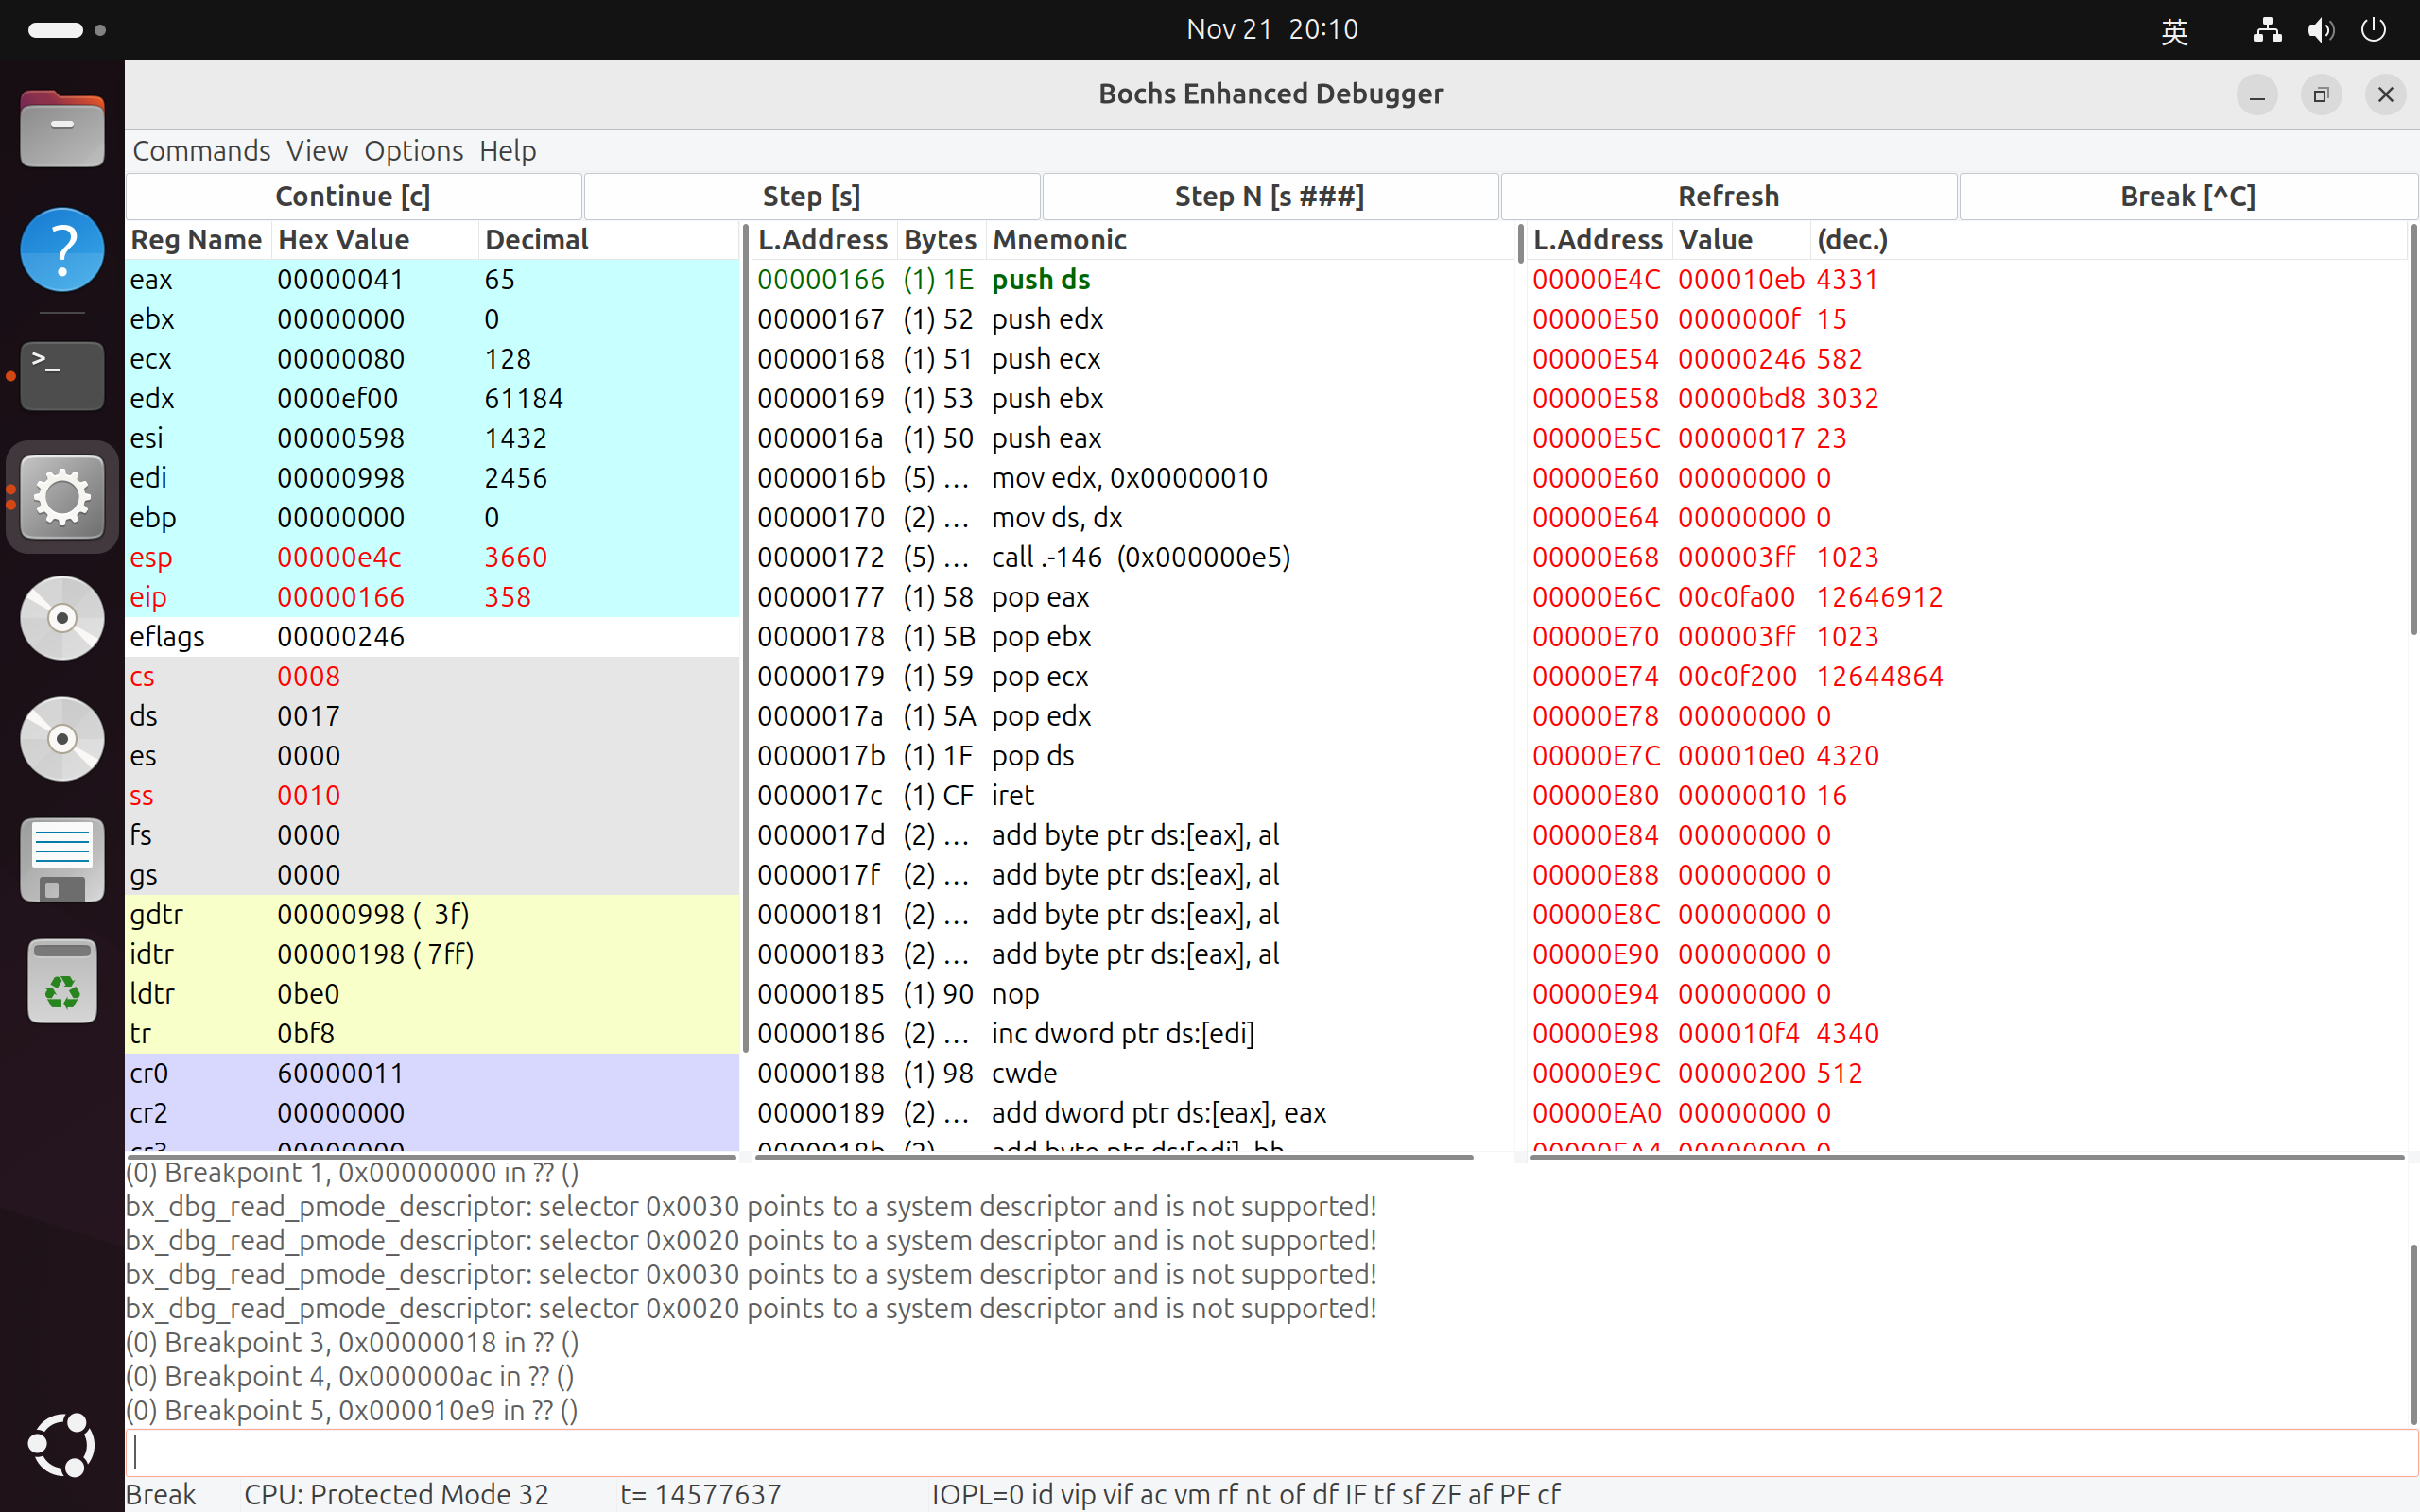 Nov 21 20:10
英
Bochs Enhanced Debugger
Commands View Options Help
Continue [c] Step [s] Step N [s ###] Refresh Break [^C]
Reg Name Hex Value Decimal L.Address Bytes Mnemonic L.Address Value (dec.)
eax 00000041 65 00000166 (1) 1E push ds 00000E4C 000010eb 4331
ebx 00000000 0 00000167 (1) 52 push edx 00000E50 0000000f 15
ecx 00000080 128 00000168 (1) 51 push ecx 00000E54 00000246 582
edx 0000ef00 61184 00000169 (1) 53 push ebx 00000E58 00000bd8 3032
esi 00000598 1432 0000016a (1) 50 push eax 00000E5C 00000017 23
edi 00000998 2456 0000016b (5) ... mov edx, 0x00000010 00000E60 00000000 0
ebp 00000000 0 00000170 (2) ... mov ds, dx 00000E64 00000000 0
esp 00000e4c 3660 00000172 (5) ... call .-146 (0x000000e5) 00000E68 000003ff 1023
eip 00000166 358 00000177 (1) 58 pop eax 00000E6C 00c0fa00 12646912
eflags 00000246 00000178 (1) 5B pop ebx 00000E70 000003ff 1023
cs 0008 00000179 (1) 59 pop ecx 00000E74 00c0f200 12644864
ds 0017 0000017a (1) 5A pop edx 00000E78 00000000 0
es 0000 0000017b (1) 1F pop ds 00000E7C 000010e0 4320
ss 0010 0000017c (1) CF iret 00000E80 00000010 16
fs 0000 0000017d (2) ... add byte ptr ds:[eax], al 00000E84 00000000 0
gs 0000 0000017f (2) ... add byte ptr ds:[eax], al 00000E88 00000000 0
gdtr 00000998 ( 3f) 00000181 (2) ... add byte ptr ds:[eax], al 00000E8C 00000000 0
idtr 00000198 ( 7ff) 00000183 (2) ... add byte ptr ds:[eax], al 00000E90 00000000 0
ldtr 0be0 00000185 (1) 90 nop 00000E94 00000000 0
tr 0bf8 00000186 (2) ... inc dword ptr ds:[edi] 00000E98 000010f4 4340
cr0 60000011 00000188 (1) 98 cwde 00000E9C 00000200 512
cr2 00000000 00000189 (2) ... add dword ptr ds:[eax], eax 00000EA0 00000000 0
cr3 00000000 0000018b (2) ... add byte ptr ds:[edi], bh 00000EA4 00000000 0
(0) Breakpoint 1, 0x00000000 in ?? ()
bx_dbg_read_pmode_descriptor: selector 0x0030 points to a system descriptor and is not supported!
bx_dbg_read_pmode_descriptor: selector 0x0020 points to a system descriptor and is not supported!
bx_dbg_read_pmode_descriptor: selector 0x0030 points to a system descriptor and is not supported!
bx_dbg_read_pmode_descriptor: selector 0x0020 points to a system descriptor and is not supported!
(0) Breakpoint 3, 0x00000018 in ?? ()
(0) Breakpoint 4, 0x000000ac in ?? ()
(0) Breakpoint 5, 0x000010e9 in ?? ()
Break CPU: Protected Mode 32 t= 14577637 IOPL=0 id vip vif ac vm rf nt of df IF tf sf ZF af PF cf